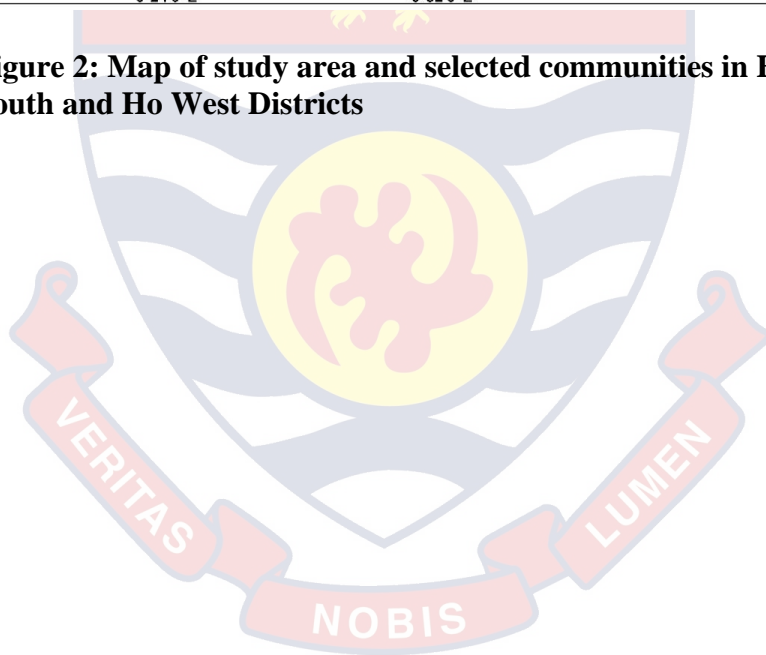 igure 2: Map of study area and selected communities in
outh and Ho West Districts
VERITAS
NOBIS
LUMEN